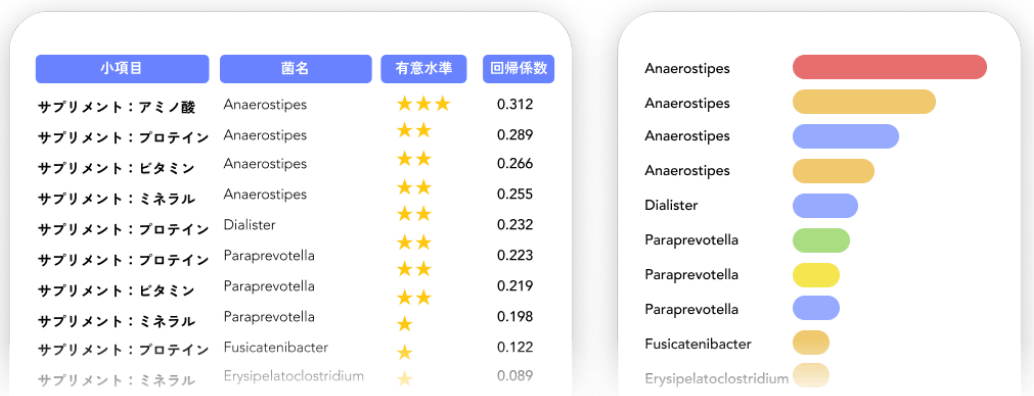 小項目 菌名 有意水準 回帰係数
サプリメント：アミノ酸 Anaerostipes ★★★ 0.312
サプリメント：プロテイン Anaerostipes ★★ 0.289
サプリメント：ビタミン Anaerostipes ★★ 0.266
サプリメント：ミネラル Anaerostipes ★★ 0.255
サプリメント：プロテイン Dialister ★★ 0.232
サプリメント：プロテイン Paraprevotella ★★ 0.223
サプリメント：ビタミン Paraprevotella ★★ 0.219
サプリメント：ミネラル Paraprevotella ★★ 0.198
サプリメント：プロテイン Fusicatenibacter ★ 0.122
サプリメント：ミネラル Erysipelatoclostridium ★ 0.089
Anaerostipes
Anaerostipes
Anaerostipes
Anaerostipes
Dialister
Paraprevotella
Paraprevotella
Paraprevotella
Fusicatenibacter
Erysipelatoclostridium